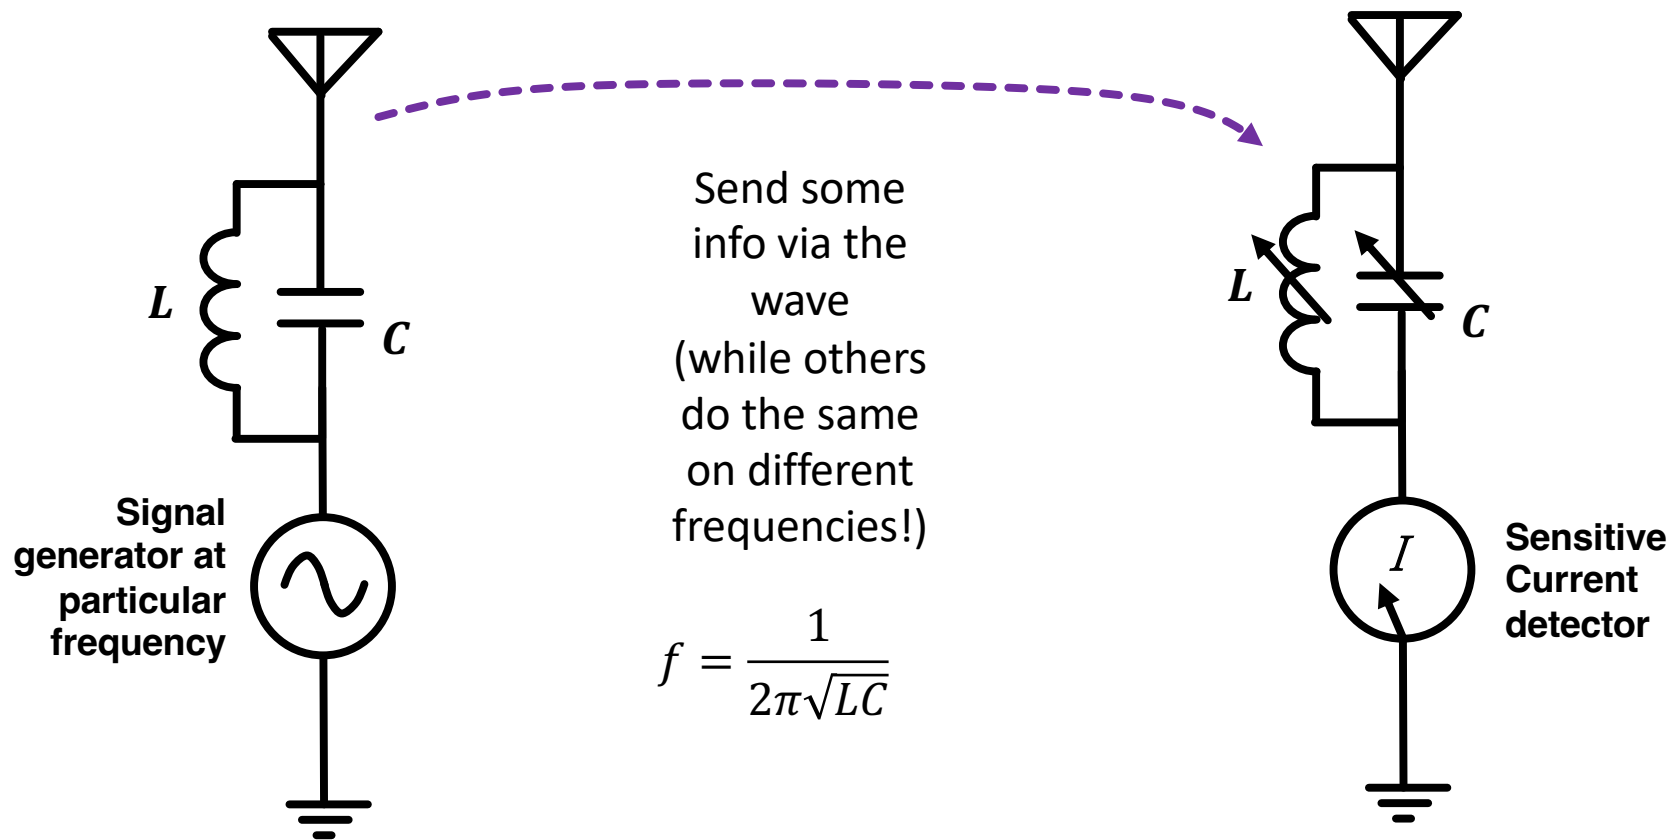 L
C
Signal
generator at
particular
frequency
Send some
info via the
wave
(while others
do the same
on different
frequencies!)
f = 1/(2π√LC)
L
C
I
Sensitive
Current
detector